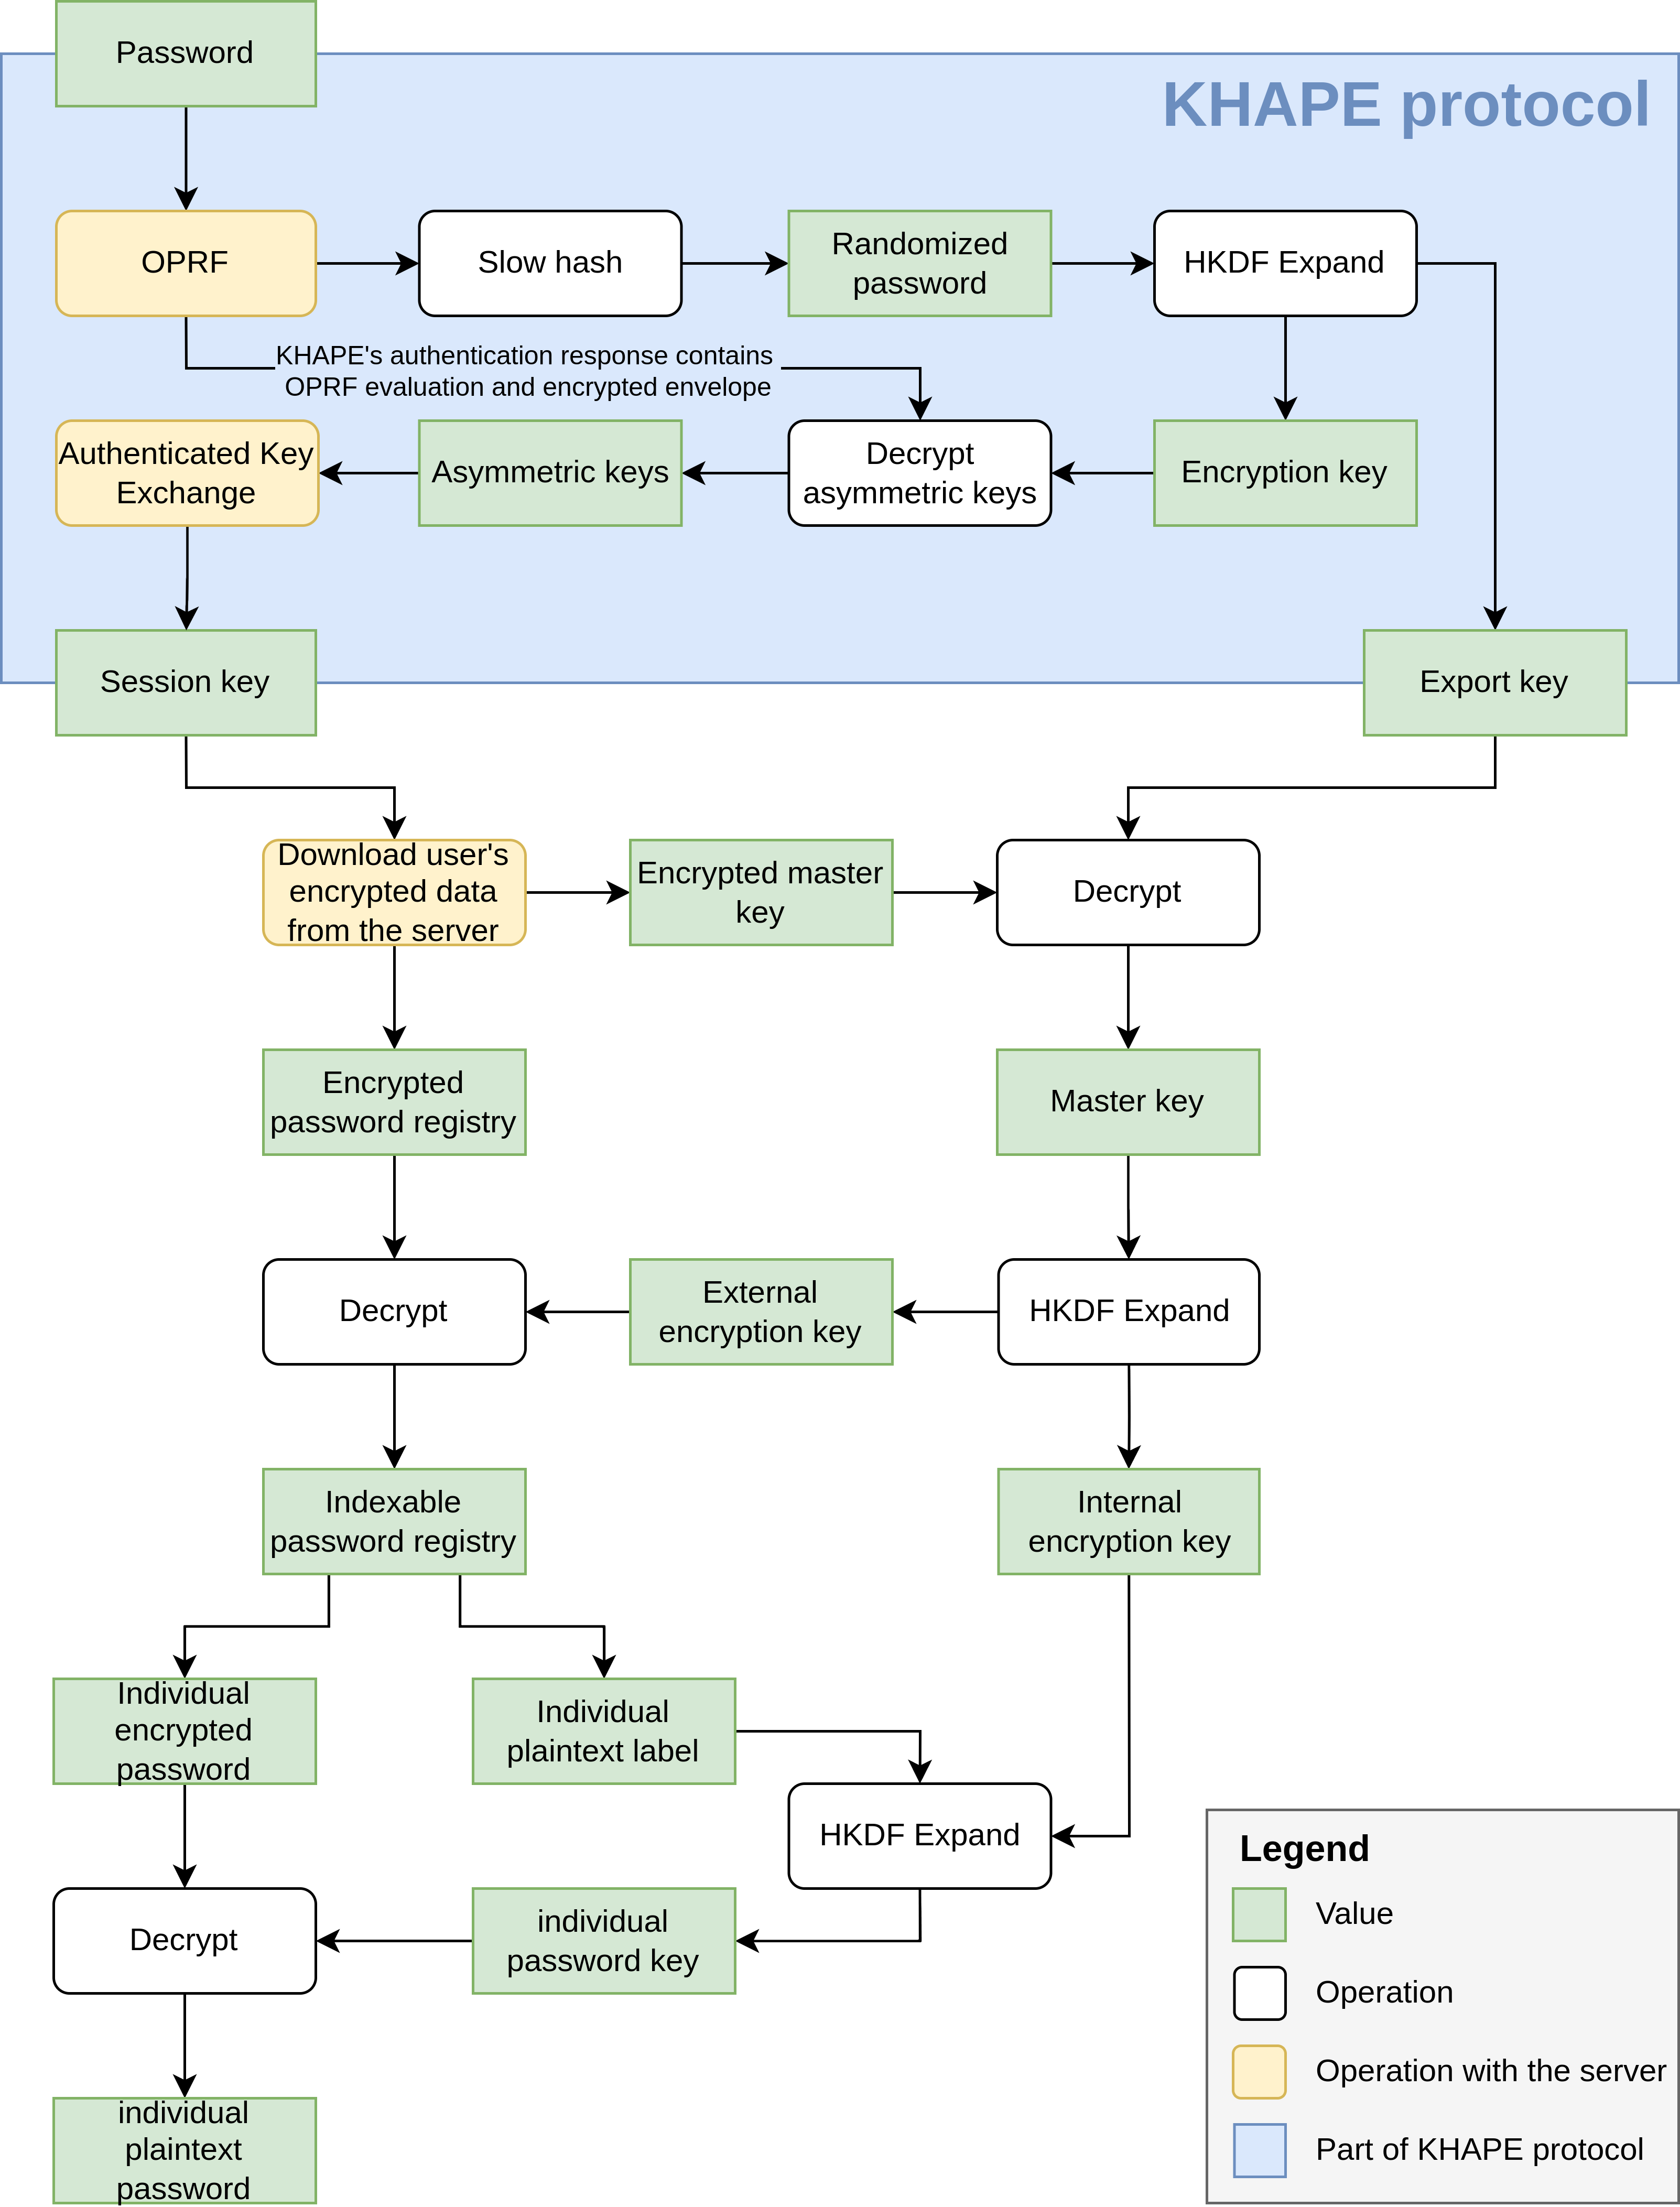 Password
KHAPE protocol
OPRF
Slow hash
Randomized
password
HKDF Expand
KHAPE's authentication response contains
OPRF evaluation and encrypted envelope
Authenticated Key
Exchange
Asymmetric keys
Decrypt
asymmetric keys
Encryption key
Session key
Export key
Download user's
encrypted data
from the server
Encrypted master
key
Decrypt
Encrypted
password registry
Master key
Decrypt
External
encryption key
HKDF Expand
Indexable
password registry
Internal
encryption key
Individual
encrypted
password
Individual
plaintext label
HKDF Expand
Decrypt
individual
password key
individual
plaintext
password
Legend
Value
Operation
Operation with the server
Part of KHAPE protocol